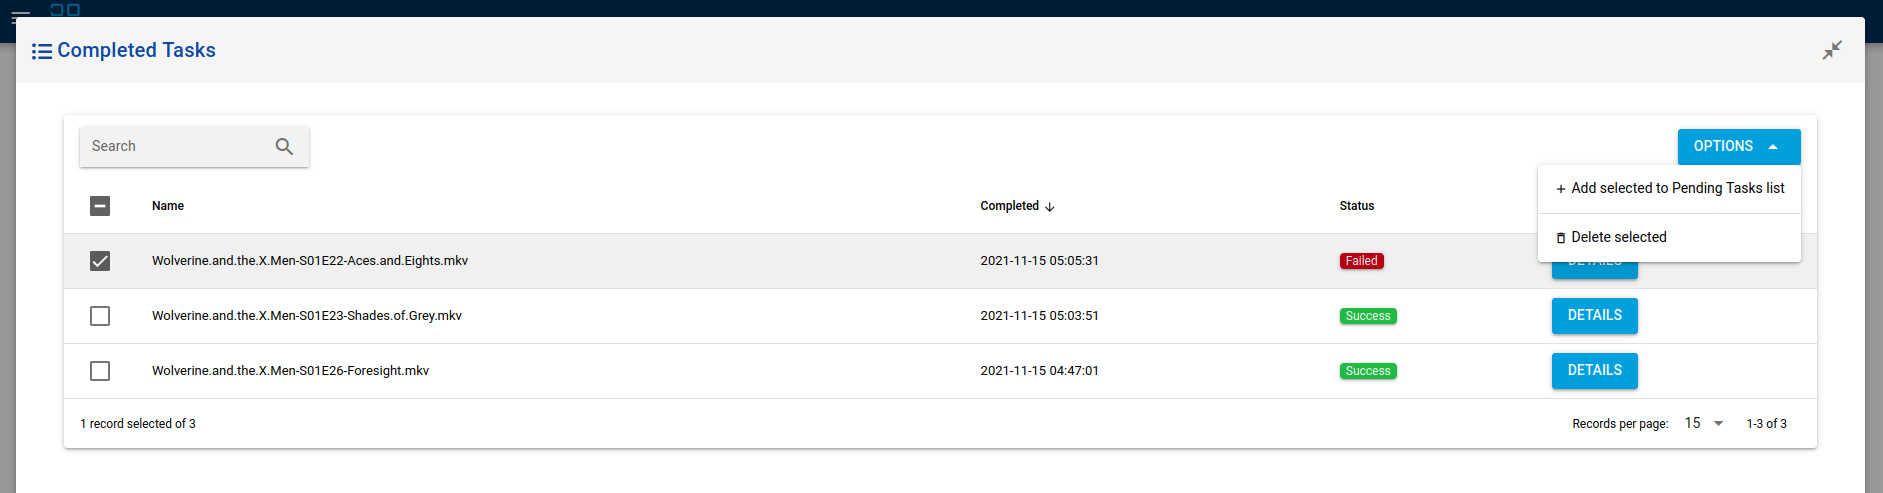 Completed Tasks
Search
OPTIONS
Add selected to Pending Tasks list
Delete selected
Name Completed Status
Wolverine.and.the.X.Men-S01E22-Aces.and.Eights.mkv 2021-11-15 05:05:31 Failed DETAILS
Wolverine.and.the.X.Men-S01E23-Shades.of.Grey.mkv 2021-11-15 05:03:51 Success DETAILS
Wolverine.and.the.X.Men-S01E26-Foresight.mkv 2021-11-15 04:47:01 Success DETAILS
1 record selected of 3 Records per page: 15 1-3 of 3